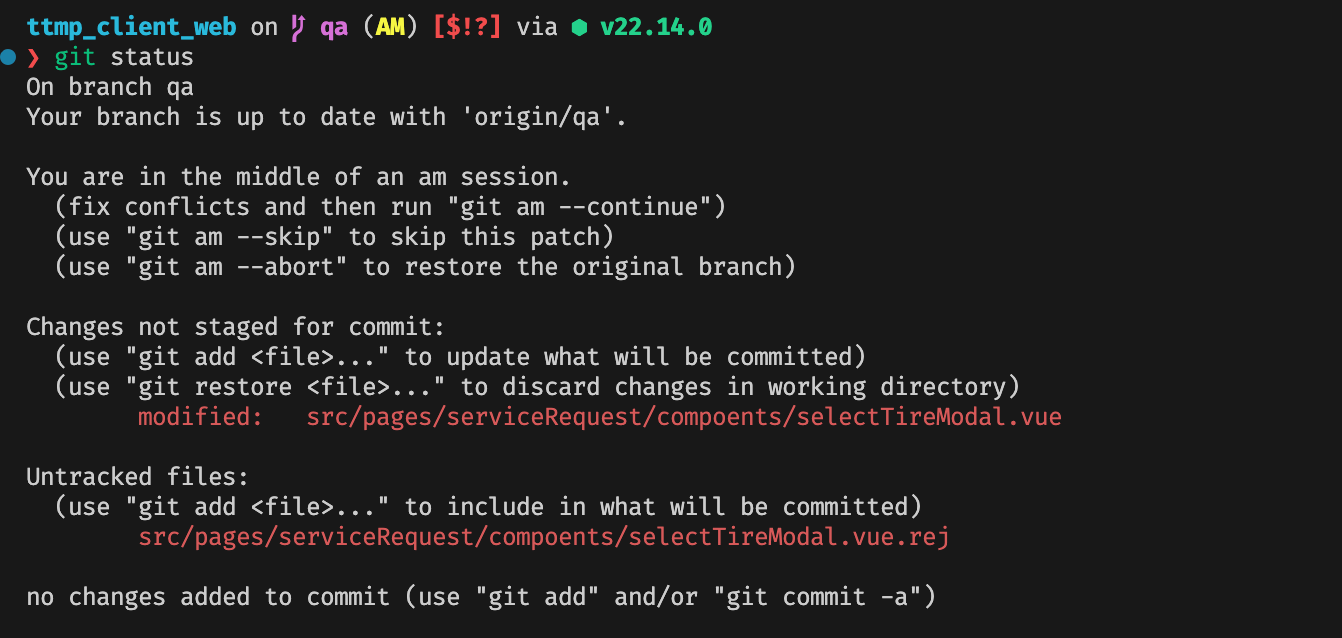 ttmp_client_web on qa (AM) [$!?] via ⬢ v22.14.0
❯ git status
On branch qa
Your branch is up to date with 'origin/qa'.
You are in the middle of an am session.
(fix conflicts and then run "git am --continue")
(use "git am --skip" to skip this patch)
(use "git am --abort" to restore the original branch)
Changes not staged for commit:
(use "git add <file>..." to update what will be committed)
(use "git restore <file>..." to discard changes in working directory)
modified:   src/pages/serviceRequest/compoents/selectTireModal.vue
Untracked files:
(use "git add <file>..." to include in what will be committed)
src/pages/serviceRequest/compoents/selectTireModal.vue.rej
no changes added to commit (use "git add" and/or "git commit -a")